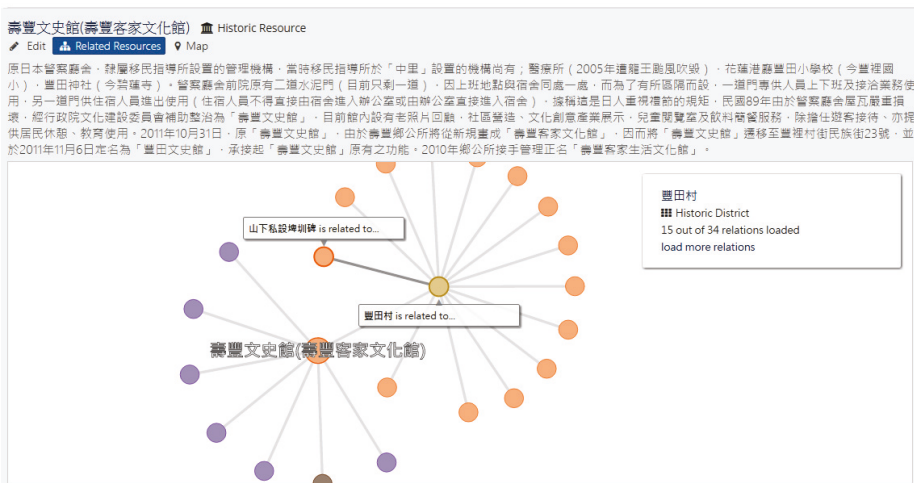 壽豐文史館(壽豐客家文化館) Historic Resource
Edit Related Resources Map
原日本警察廳舍，隸屬移民指導所設置的管理機構，當時移民指導所於「中里」設置的機構尚有：醫療所（2005年遭龍王颱風吹毀）、花蓮港廳豐田小學校（今豐裡國
小）、豐田神社（今碧蓮寺）。警察廳舍前院原有二道水泥門（目前只剩一道），因上班地點與宿舍同處一處，而為了有所區隔而設，一道門專供人員上下班及接洽業務使
用，另一道門供住宿人員進出使用（住宿人員不得直接由宿舍進入辦公室或由辦公室直接進入宿舍），據稱這是日人重視禮節的規矩，民國89年由於警察廳舍屋瓦嚴重損
壞，經行政院文化建設委員會補助整治為「壽豐文史館」，目前館內設有老照片回顧、社區營造、文化創意產業展示、兒童閱覽室及飲料簡餐服務，除擔任遊客接待、亦提
供居民休憩、教育使用。2011年10月31日，原「壽豐文史館」，由於壽豐鄉公所將從新規畫成「壽豐客家文化館」，因而將「壽豐文史館」遷移至豐裡村街民族街23號，並
於2011年11月6日定名為「豐田文史館」，承接起「壽豐文史館」原有之功能。2010年鄉公所接手管理正名「壽豐客家生活文化館」。
豐田村
Historic District
15 out of 34 relations loaded
load more relations
山下私設埤圳碑 is related to...
豐田村 is related to...
壽豐文史館(壽豐客家文化館)